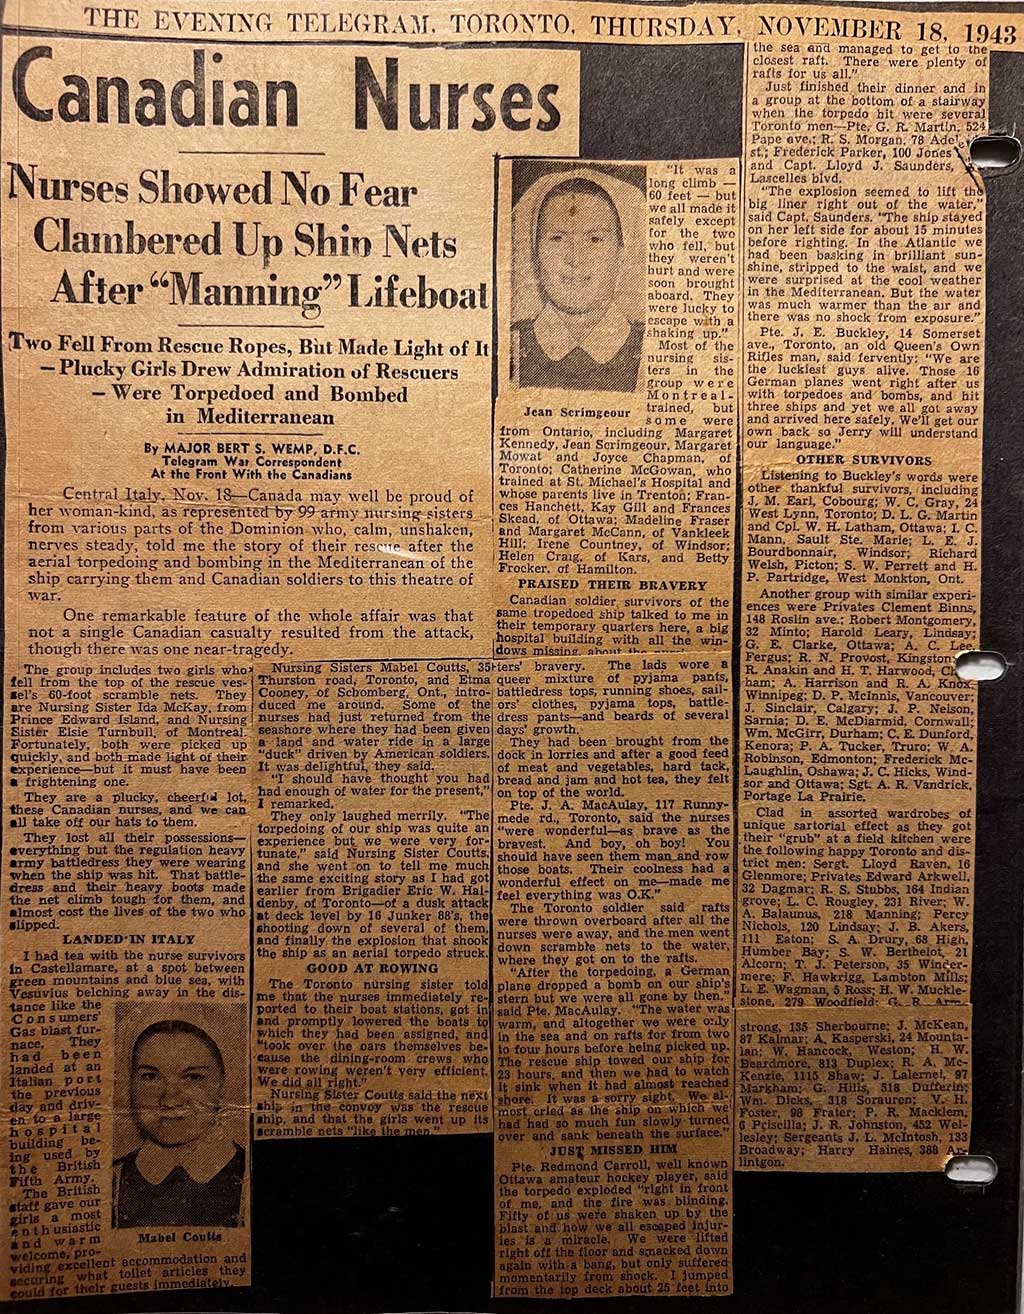 THE EVENING TELEGRAM, TORONTO, THURSDAY, NOVEMBER 18, 1943
Canadian Nurses
Nurses Showed No Fear
Clambered Up Ship Nets
After “Manning” Lifeboat
Two Fell From Rescue Ropes, But Made Light of It
— Plucky Girls Drew Admiration of Rescuers
— Were Torpedoed and Bombed
in Mediterranean
By MAJOR BERT S. WEMP, D.F.C.
Telegram War Correspondent
At the Front With the Canadians
Central Italy, Nov. 18—Canada may well be proud of
her woman-kind, as represented by 99 army nursing sisters
from various parts of the Dominion who, calm, unshaken,
nerves steady, told me the story of their rescue after the
aerial torpedoing and bombing in the Mediterranean of the
ship carrying them and Canadian soldiers to this theatre of
war.
One remarkable feature of the whole affair was that
not a single Canadian casualty resulted from the attack,
though there was one near-tragedy.
The group includes two girls who
fell from the top of the rescue ves-
sel's 60-foot scramble nets. They
are Nursing Sister Ida McKay, from
Prince Edward Island, and Nursing
Sister Elsie Turnbull, of Montreal.
Fortunately, both were picked up
quickly, and both made light of their
experience—but it must have been
a frightening one.
They are a plucky, cheerful lot,
these Canadian nurses, and we can
all take off our hats to them.
They lost all their possessions—
everything but the regulation heavy
army battledress they were wearing
when the ship was hit. That battle-
dress and their heavy boots made
the net climb tough for them, and
almost cost the lives of the two who
slipped.
LANDED IN ITALY
I had tea with the nurse survivors
in Castellamare, at a spot between
green mountains and blue sea, with
Vesuvius belching away in the dis-
tance like the
Consumers'
Gas blast fur-
nace. They
had been
landed at an
Italian port
the previous
day and driv-
en to a large
hospital
building be-
ing used by
the British
Fifth Army.
The British
staff gave our
girls a most
enthusiastic
and warm
welcome, pro-
viding excellent accommodation and
securing what toilet articles they
could for their guests immediately.
Mabel Coutts
Nursing Sisters Mabel Coutts, 35
Thurston road, Toronto, and Etma
Cooney, of Schomberg, Ont., intro-
duced me around. Some of the
nurses had just returned from the
seashore where they had been given
a land and water ride in a large
"duck" driven by American soldiers.
It was delightful, they said.
"I should have thought you had
had enough of water for the present,"
I remarked.
They only laughed merrily. "The
torpedoing of our ship was quite an
experience but we were very for-
tunate," said Nursing Sister Coutts,
and she went on to tell me much
the same exciting story as I had got
earlier from Brigadier Eric W. Hal-
denby, of Toronto—of a dusk attack
at deck level by 16 Junker 88's, the
shooting down of several of them,
and finally the explosion that shook
the ship as an aerial torpedo struck.
GOOD AT ROWING
The Toronto nursing sister told
me that the nurses immediately re-
ported to their boat stations, got in
and promptly lowered the boats to
which they had been assigned, and
"took over the oars themselves be-
cause the dining-room crews who
were rowing weren't very efficient.
We did all right."
Nursing Sister Coutts said the next
ship in the convoy was the rescue
ship, and that the girls went up its
scramble nets "like the men."
Jean Scrimgeour
"It was a
long climb —
60 feet — but
we all made it
safely except
for the two
who fell, but
they weren't
hurt and were
soon brought
aboard. They
were lucky to
escape with a
shaking up."
Most of the
nursing sis-
ters in the
group were
Montreal-
trained, but
some were
from Ontario, including Margaret
Kennedy, Jean Scrimgeour, Margaret
Mowat and Joyce Chapman, of
Toronto; Catherine McGowan, who
trained at St. Michael's Hospital and
whose parents live in Trenton; Fran-
ces Hanchett, Kay Gill and Frances
Skead, of Ottawa; Madeline Fraser
and Margaret McCann, of Vankleek
Hill; Irene Countney, of Windsor;
Helen Craig, of Kars, and Betty
Frocker, of Hamilton.
PRAISED THEIR BRAVERY
Canadian soldier survivors of the
same tropedoed ship talked to me in
their temporary quarters here, a big
hospital building with all the win-
dows missing, about the
ters' bravery. The lads wore a
queer mixture of pyjama pants,
battledress tops, running shoes, sail-
ors' clothes, pyjama tops, battle-
dress pants—and beards of several
days' growth.
They had been brought from the
dock in lorries and after a good feed
of meat and vegetables, hard tack,
bread and jam and hot tea, they felt
on top of the world.
Pte. J. A. MacAulay, 117 Runny-
mede rd., Toronto, said the nurses
"were wonderful—as brave as the
bravest. And boy, oh boy! You
should have seen them man and row
those boats. Their coolness had a
wonderful effect on me—made me
feel everything was O.K."
The Toronto soldier said rafts
were thrown overboard after all the
nurses were away, and the men went
down scramble nets to the water,
where they got on to the rafts.
"After the torpedoing, a German
plane dropped a bomb on our ship's
stern but we were all gone by then,"
said Pte. MacAulay. "The water was
warm, and altogether we were only
in the sea and on rafts for from two
to four hours before being picked up.
The rescue ship towed our ship for
23 hours, and then we had to watch
it sink when it had almost reached
shore. It was a sorry sight. We al-
most cried as the ship on which we
had had so much fun slowly turned
over and sank beneath the surface."
JUST MISSED HIM
Pte. Redmond Carroll, well known
Ottawa amateur hockey player, said
the torpedo exploded "right in front
of me, and the fire was blinding.
Fifty of us were shaken up by the
blast and how we all escaped injur-
ies is a miracle. We were lifted
right off the floor and smacked down
again with a bang, but only suffered
momentarily from shock. I jumped
from the top deck about 25 feet into
the sea and managed to get to the
closest raft. There were plenty of
rafts for us all."
Just finished their dinner and in
a group at the bottom of a stairway
when the torpedo hit were several
Toronto men—Pte. G. R. Martin, 524
Pape ave.; R. S. Morgan, 78
st.; Frederick Parker, 100 Jones
and Capt. Lloyd J. Saunders,
Lascelles blvd.
"The explosion seemed to lift the
big liner right out of the water,"
said Capt. Saunders. "The ship stayed
on her left side for about 15 minutes
before righting. In the Atlantic we
had been basking in brilliant sun-
shine, stripped to the waist, and we
were surprised at the cool weather
in the Mediterranean. But the water
was much warmer than the air and
there was no shock from exposure."
Pte. J. E. Buckley, 14 Somerset
ave., Toronto, an old Queen's Own
Rifles man, said fervently: "We are
the luckiest guys alive. Those 16
German planes went right after us
with torpedoes and bombs, and hit
three ships and yet we all got away
and arrived here safely. We'll get our
own back so Jerry will understand
our language."
OTHER SURVIVORS
Listening to Buckley's words were
other thankful survivors, including
J. M. Earl, Cobourg; W. C. Gray, 24
West Lynn, Toronto; D. L. G. Martin
and Cpl. W. H. Latham, Ottawa; I. C.
Mann, Sault Ste. Marie; L. E. J.
Bourdbonnair, Windsor; Richard
Welsh, Picton; S. W. Perrett and H.
P. Partridge, West Monkton, Ont.
Another group with similar experi-
ences were Privates Clement Binns,
148 Roslin ave.; Robert Montgomery,
32 Minto; Harold Leary, Lindsay;
G. E. Clarke, Ottawa; A. C. Lee,
Fergus; R. N. Provost, Kingston;
R. Anakin and H. T. Harwood,
ham; A. Harrison and R. A. Knox,
Winnipeg; D. P. McInnis, Vancouver;
J. Sinclair, Calgary; J. P. Nelson,
Sarnia; D. E. McDiarmid, Cornwall;
Wm. McGirr, Durham; C. E. Dunford,
Kenora; P. A. Tucker, Truro; W. A.
Robinson, Edmonton; Frederick Mc-
Laughlin, Oshawa; J. C. Hicks, Wind-
sor and Ottawa; Sgt. A. R. Vandrick,
Portage La Prairie.
Clad in assorted wardrobes of
unique sartorial effect as they got
their "grub" at a field kitchen were
the following happy Toronto and dis-
trict men: Sergt. Lloyd Raven, 16
Glenmore; Privates Edward Arkwell,
32 Dagmar; R. S. Stubbs, 164 Indian
grove; L. C. Rougley, 231 River; W.
A. Balaunus, 218 Manning; Percy
Nichols, 120 Lindsay; J. B. Akers,
111 Eaton; S. A. Drury, 68 High,
Humber Bay; S. W. Berthelot, 21
Alcorn; T. J. Peterson, 35 Winder-
mere; F. Hawkrigg, Lambton Mills;
L. E. Wagman, 5 Ross; H. W. Muckle-
stone, 279 Woodfield; G. R. Arm-
strong, 135 Sherbourne; J. McKean,
87 Kalmar; A. Kasperski, 24 Mounta-
lan; W. Hancock, Weston; H. W.
Beardmore, 813 Duplex; R. A. Mc-
Kenzie, 1115 Shaw; J. Lalernel, 97
Markham; G. Hills, 518 Dufferin;
Wm. Dicks, 318 Sorauren; V. H.
Foster, 98 Frater; P. R. Macklem,
6 Priscilla; J. R. Johnston, 452 Wel-
lesley; Sergeants J. L. McIntosh, 133
Broadway; Harry Haines, 388 Ar-
lintgon.